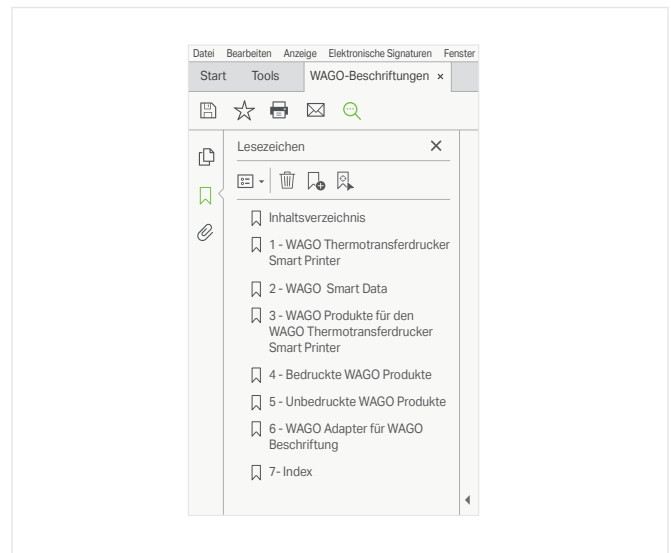 Datei Bearbeiten Anzeige Elektronische Signaturen Fenster
Start Tools WAGO-Beschriftungen ×
Lesezeichen
Inhaltsverzeichnis
1 - WAGO Thermotransferdrucker
Smart Printer
2 - WAGO Smart Data
3 - WAGO Produkte für den
WAGO Thermotransferdrucker
Smart Printer
4 - Bedruckte WAGO Produkte
5 - Unbedruckte WAGO Produkte
6 - WAGO Adapter für WAGO
Beschriftung
7- Index